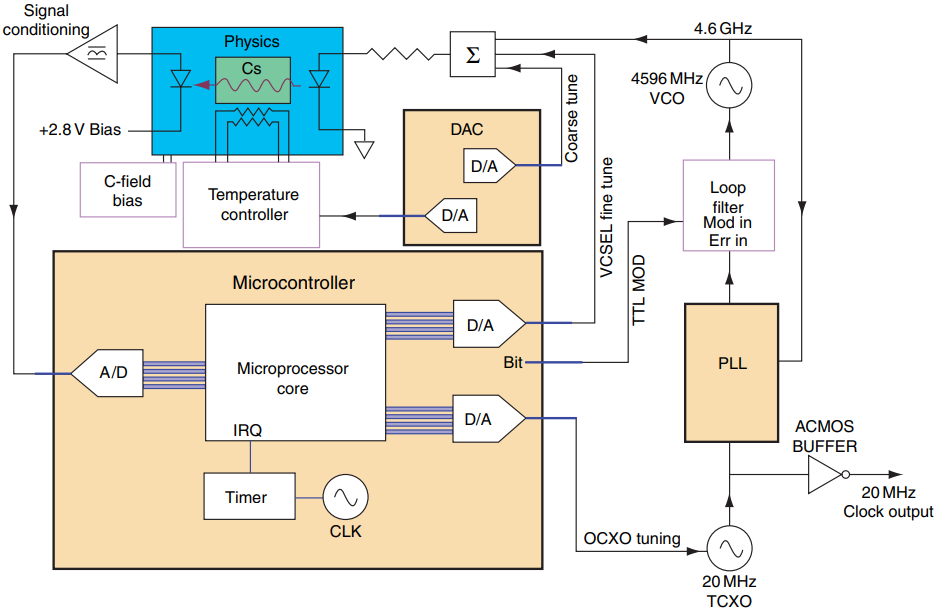 Signal
conditioning
Physics
Cs
+2.8 V Bias
C-field
bias
Temperature
controller
DAC
D/A
D/A
Σ
Coarse tune
VCSEL fine tune
TTL MOD
4.6 GHz
4596 MHz
VCO
Loop
filter
Mod in
Err in
PLL
Microcontroller
Microprocessor
core
IRQ
A/D
D/A
Bit
D/A
Timer
CLK
OCXO tuning
ACMOS
BUFFER
20 MHz
Clock output
20 MHz
TCXO